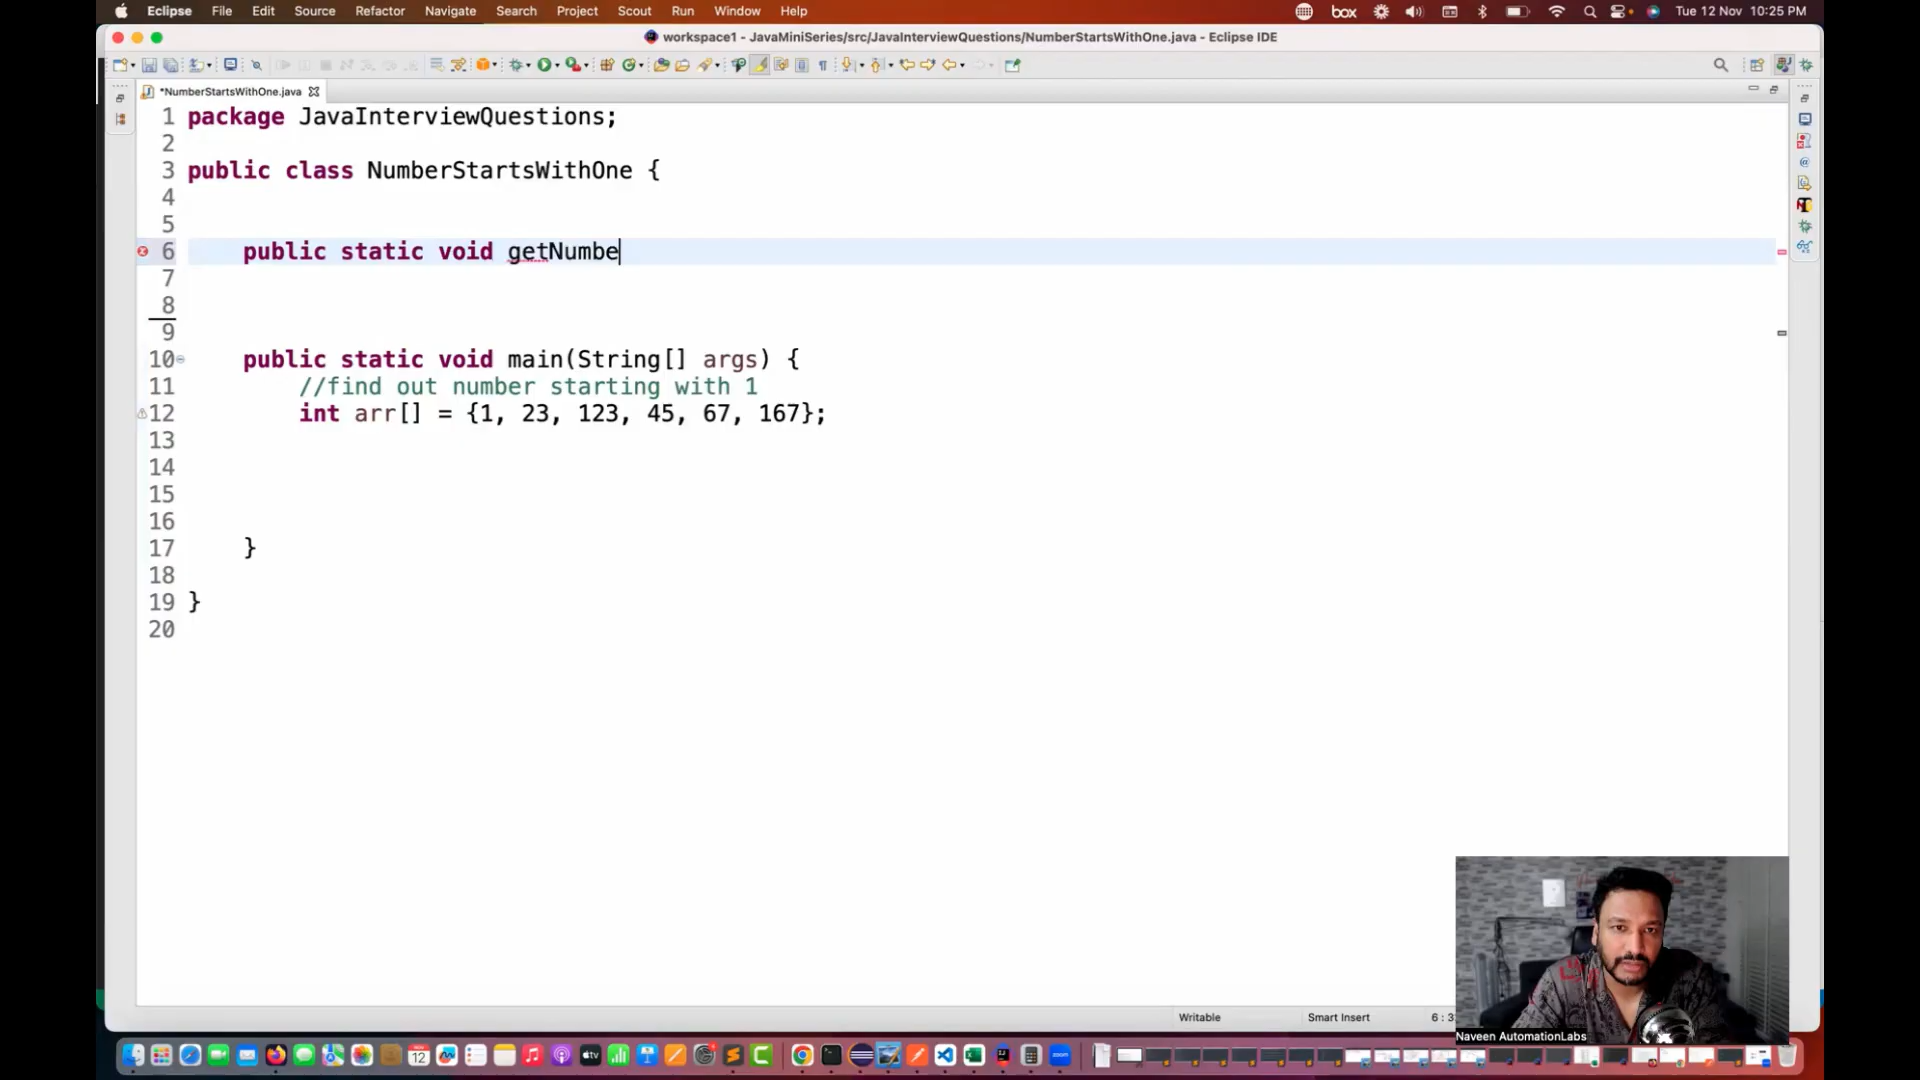 Eclipse File Edit Source Refactor Navigate Search Project Scout Run Window Help box Tue 12 Nov 10:25 PM
workspace1 - JavaMiniSeries/src/JavaInterviewQuestions/NumberStartsWithOne.java - Eclipse IDE
*NumberStartsWithOne.java
1 package JavaInterviewQuestions;
2
3 public class NumberStartsWithOne {
4
5
6 public static void getNumbe
7
8
9
10 public static void main(String[] args) {
11 //find out number starting with 1
12 int arr[] = {1, 23, 123, 45, 67, 167};
13
14
15
16
17 }
18
19 }
20
Writable Smart Insert
Naveen AutomationLabs